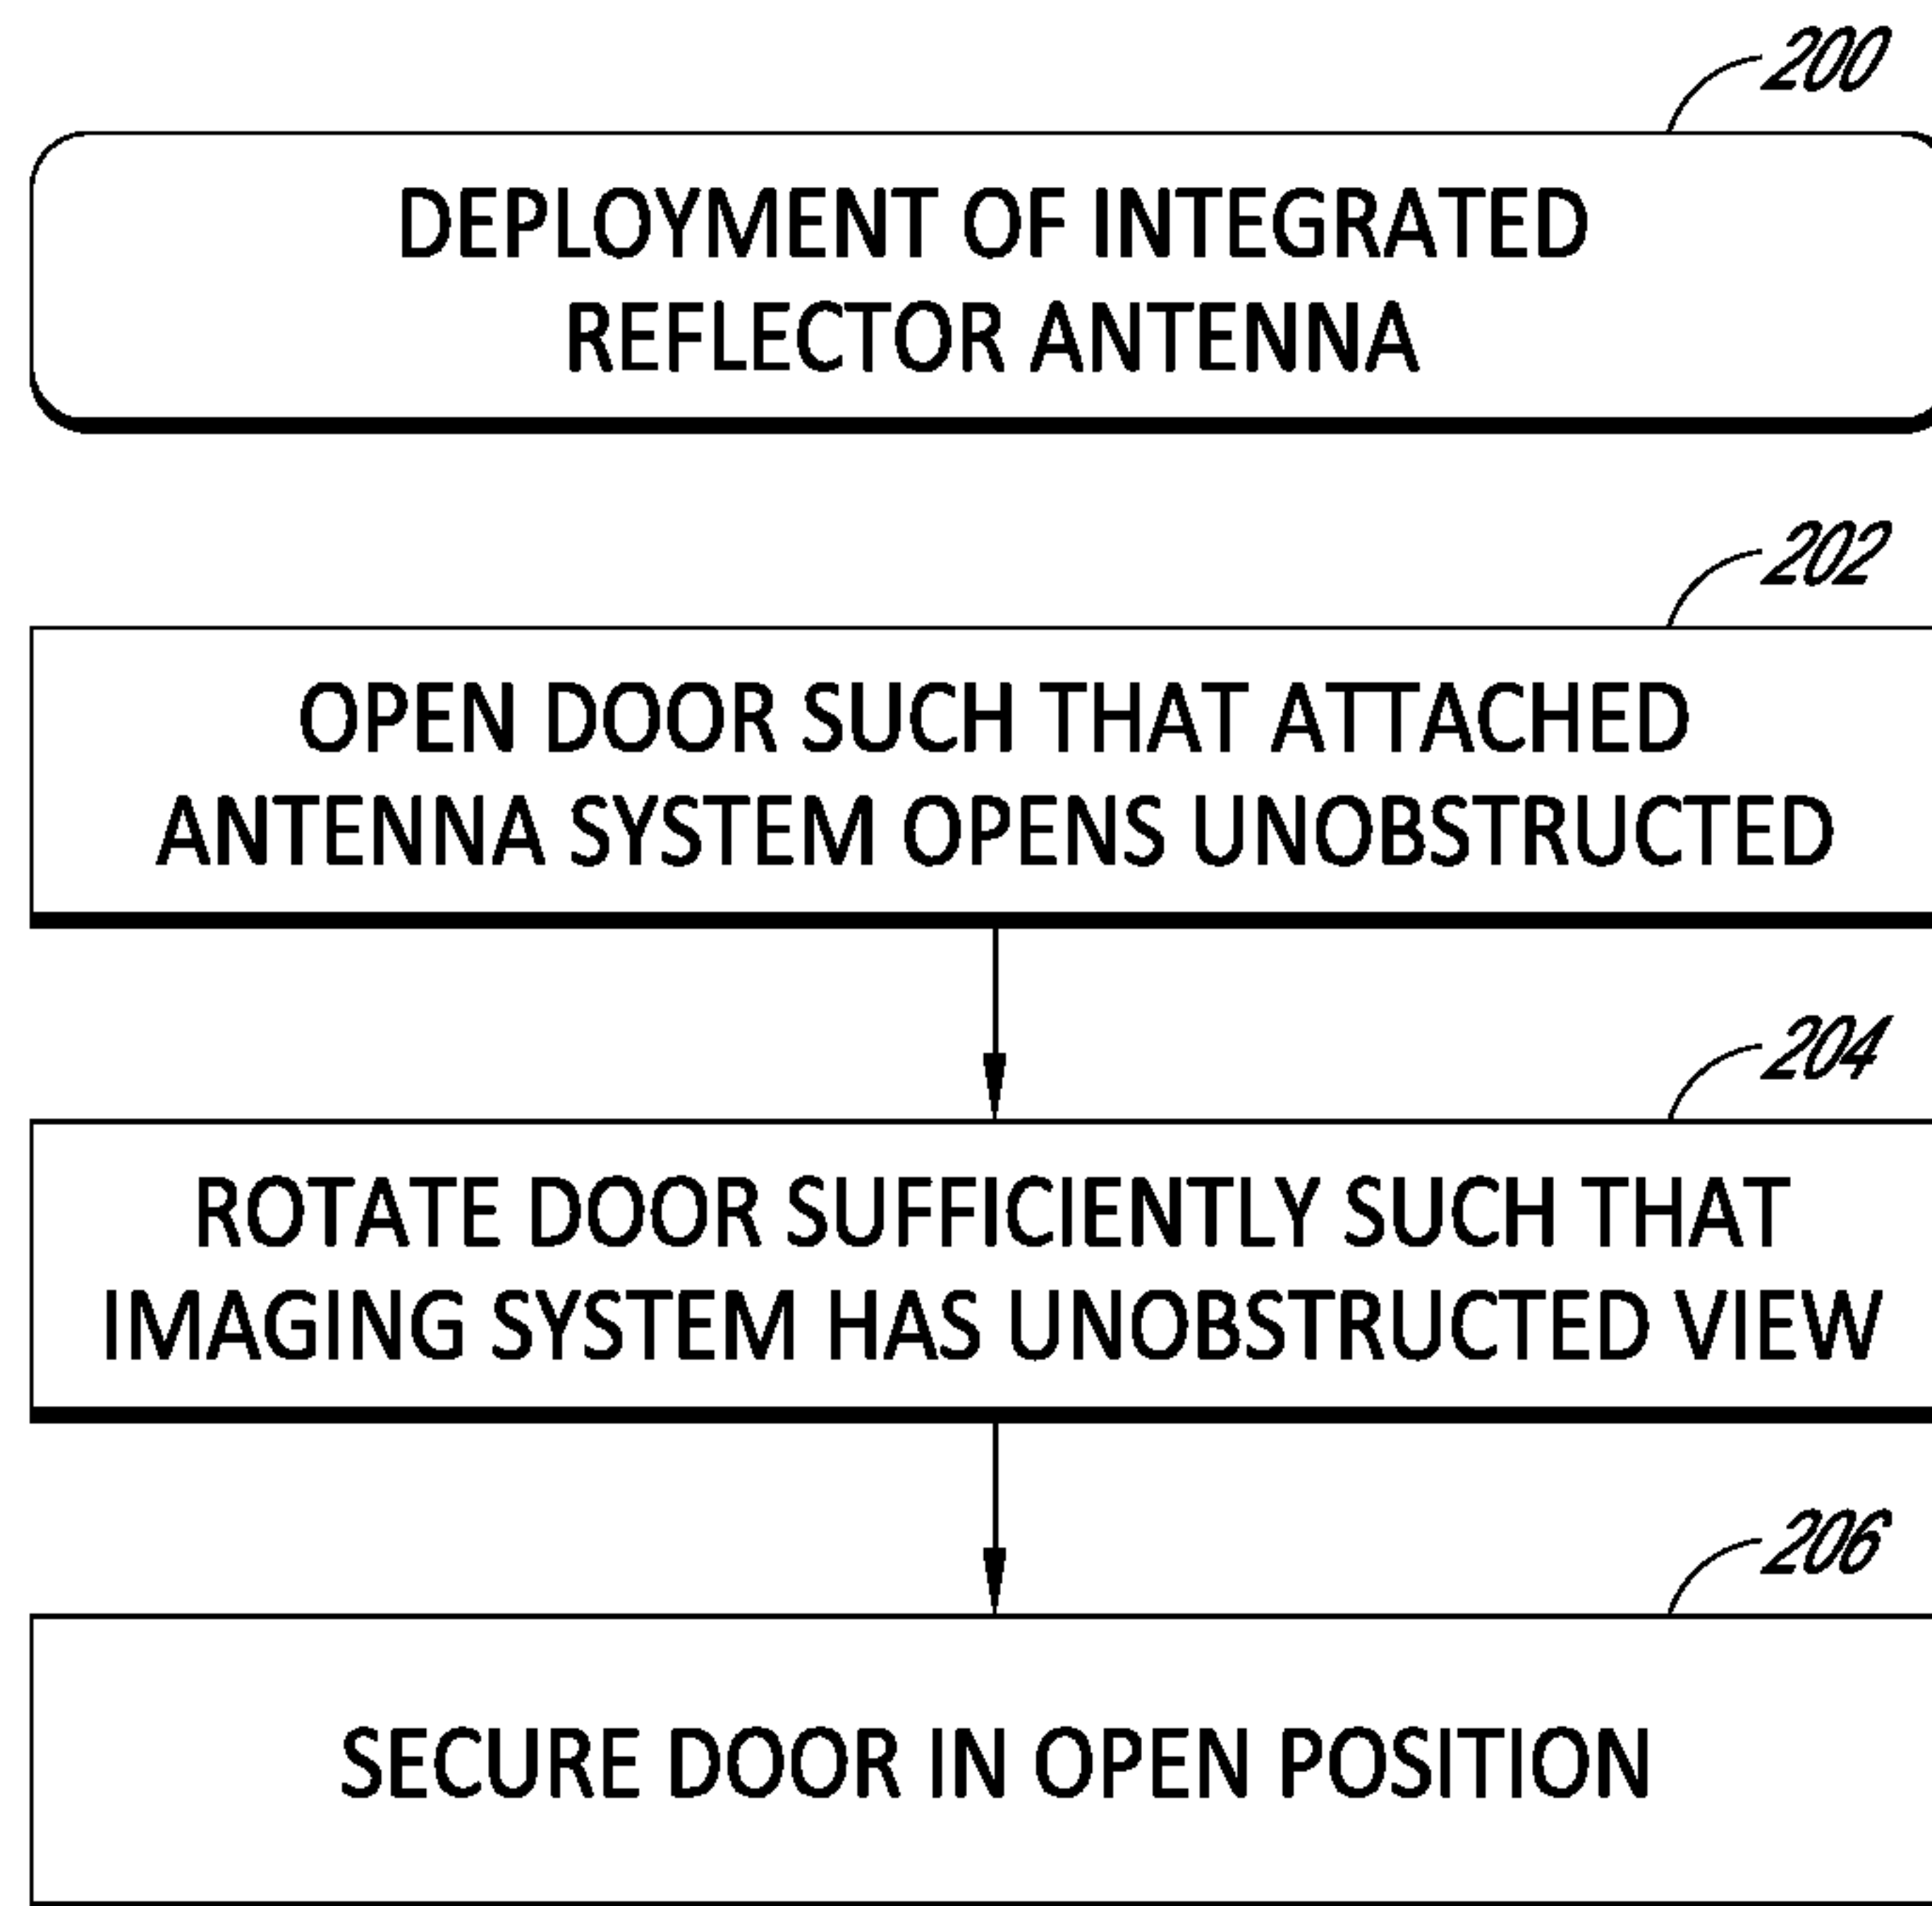 200
DEPLOYMENT OF INTEGRATED
REFLECTOR ANTENNA
202
OPEN DOOR SUCH THAT ATTACHED
ANTENNA SYSTEM OPENS UNOBSTRUCTED
204
ROTATE DOOR SUFFICIENTLY SUCH THAT
IMAGING SYSTEM HAS UNOBSTRUCTED VIEW
206
SECURE DOOR IN OPEN POSITION